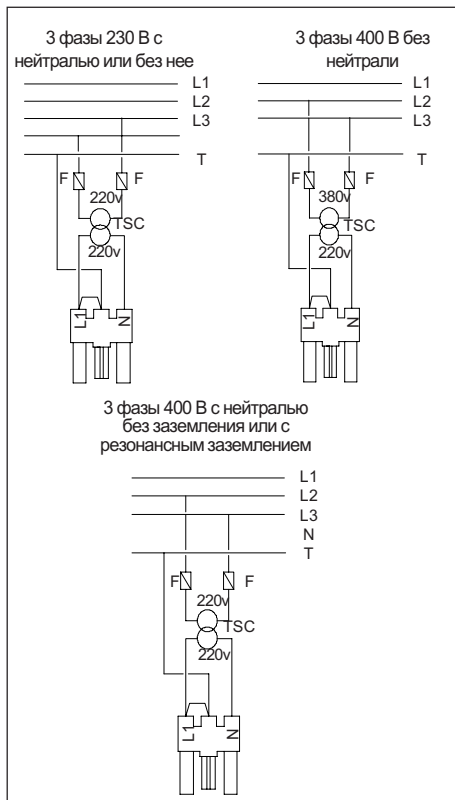 3 фазы 230 В с
нейтралью или без нее
L1
L2
L3
T
F
F
220v
TSC
220v
L1
N
3 фазы 400 В без
нейтрали
L1
L2
L3
T
F
F
380v
TSC
220v
L1
N
3 фазы 400 В с нейтралью
без заземления или с
резонансным заземлением
L1
L2
L3
N
T
F
F
220v
TSC
220v
L1
N